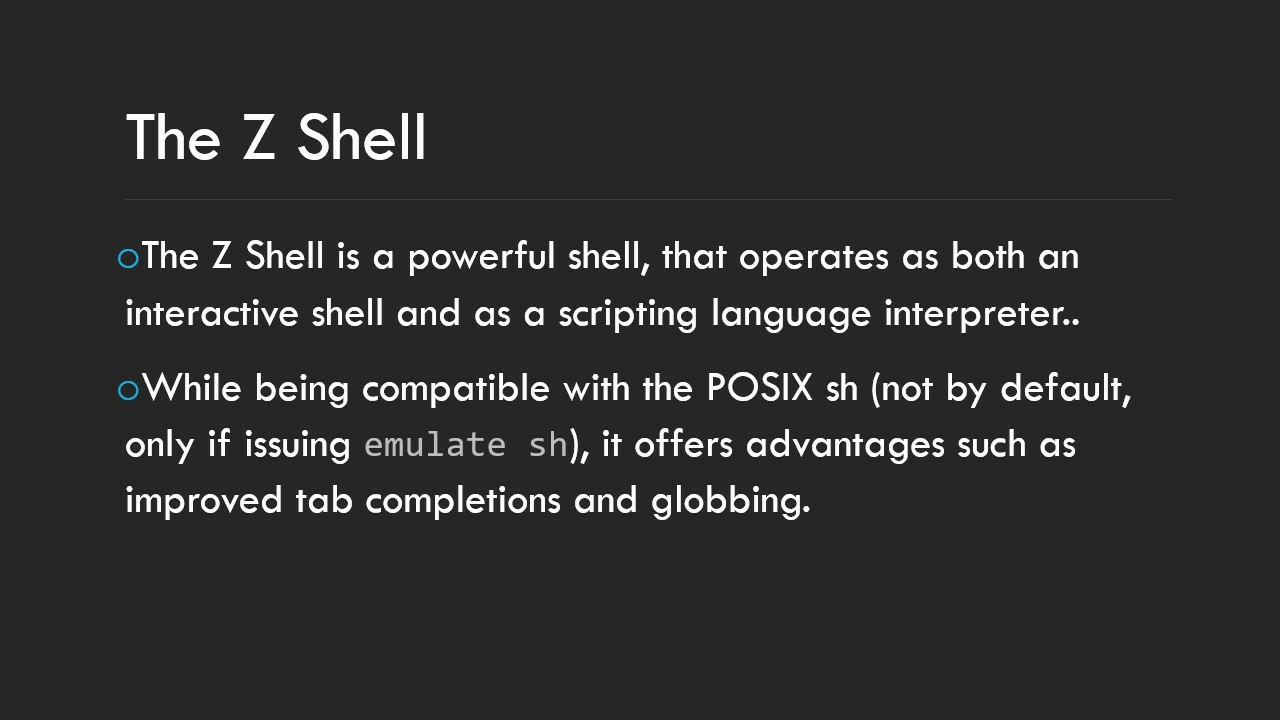 The Z Shell
○The Z Shell is a powerful shell, that operates as both an
interactive shell and as a scripting language interpreter..
○While being compatible with the POSIX sh (not by default,
only if issuing emulate sh), it offers advantages such as
improved tab completions and globbing.